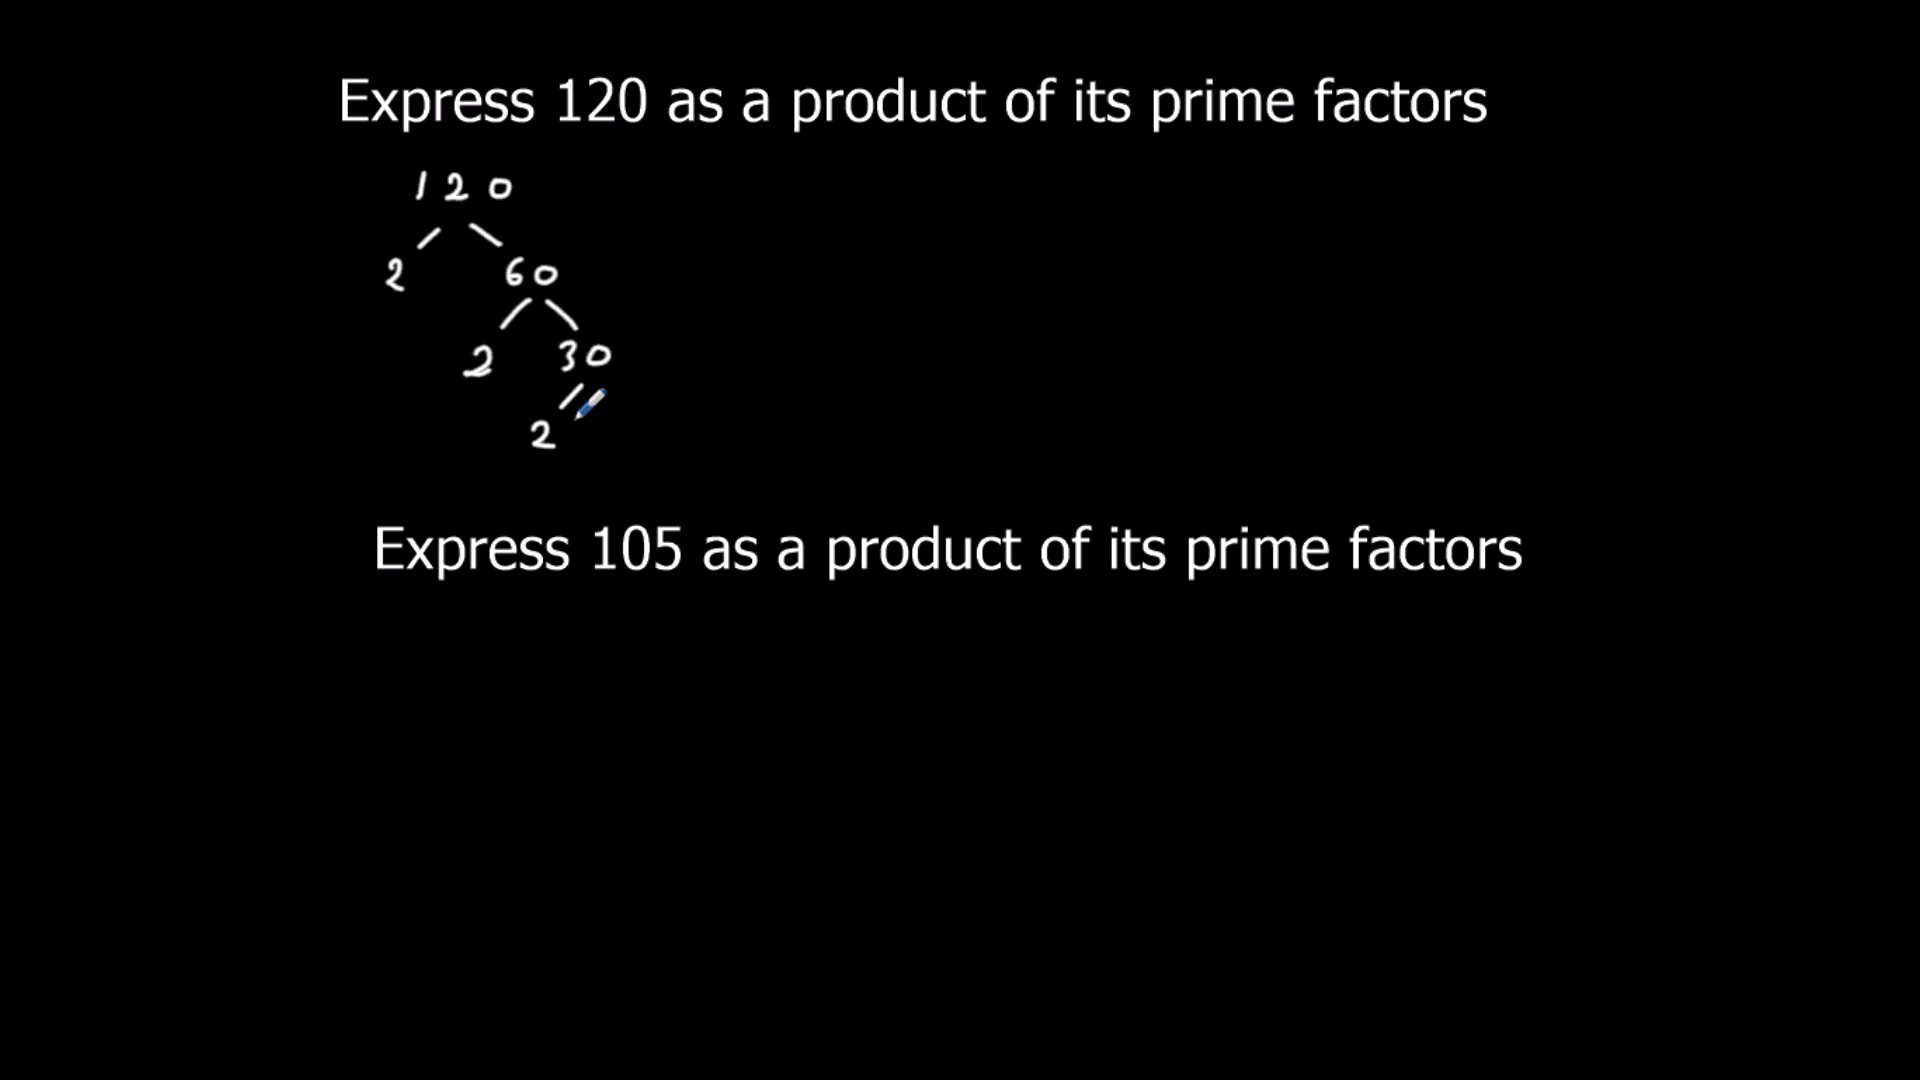 Express 120 as a product of its prime factors
120
2 60
2 30
2
Express 105 as a product of its prime factors